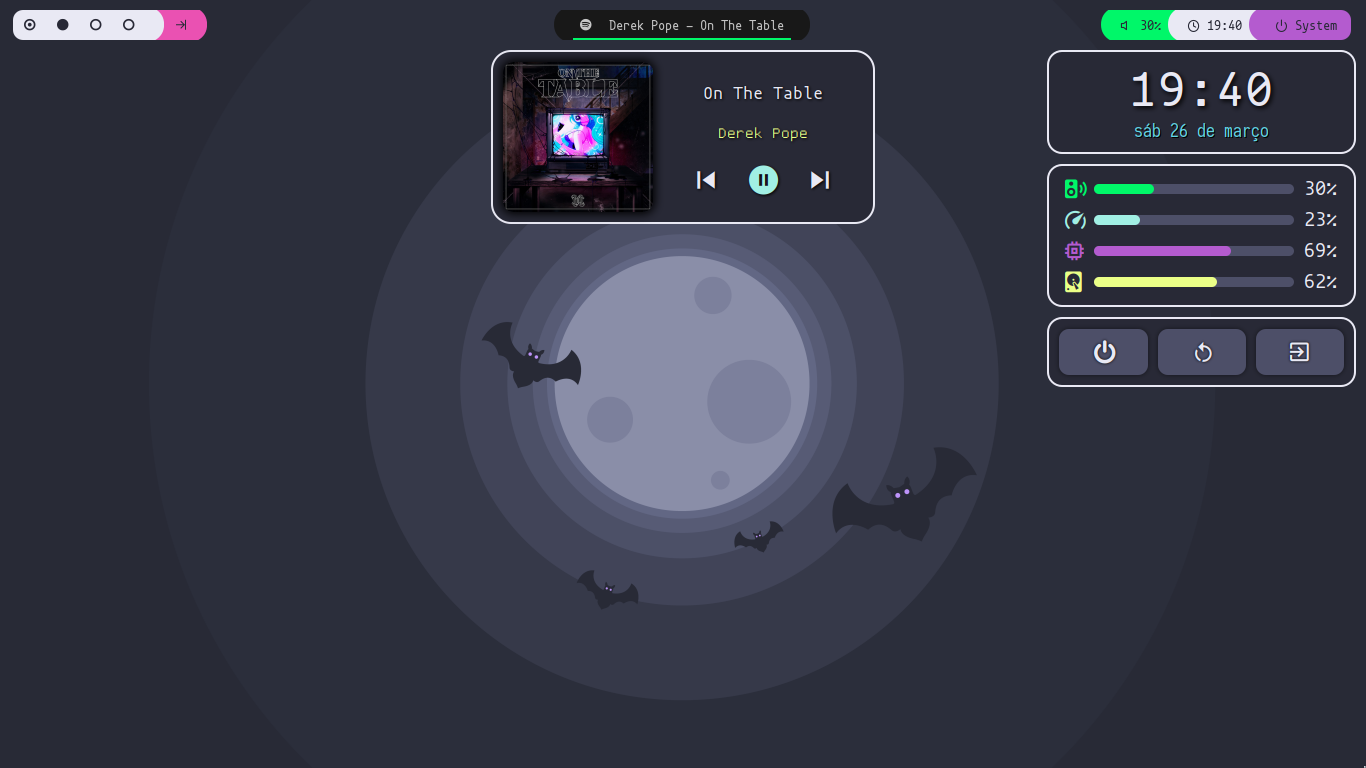 Derek Pope – On The Table
30%
19:40
System
ON THE
TABLE
On The Table
Derek Pope
19:40
sáb 26 de março
30%
23%
69%
62%